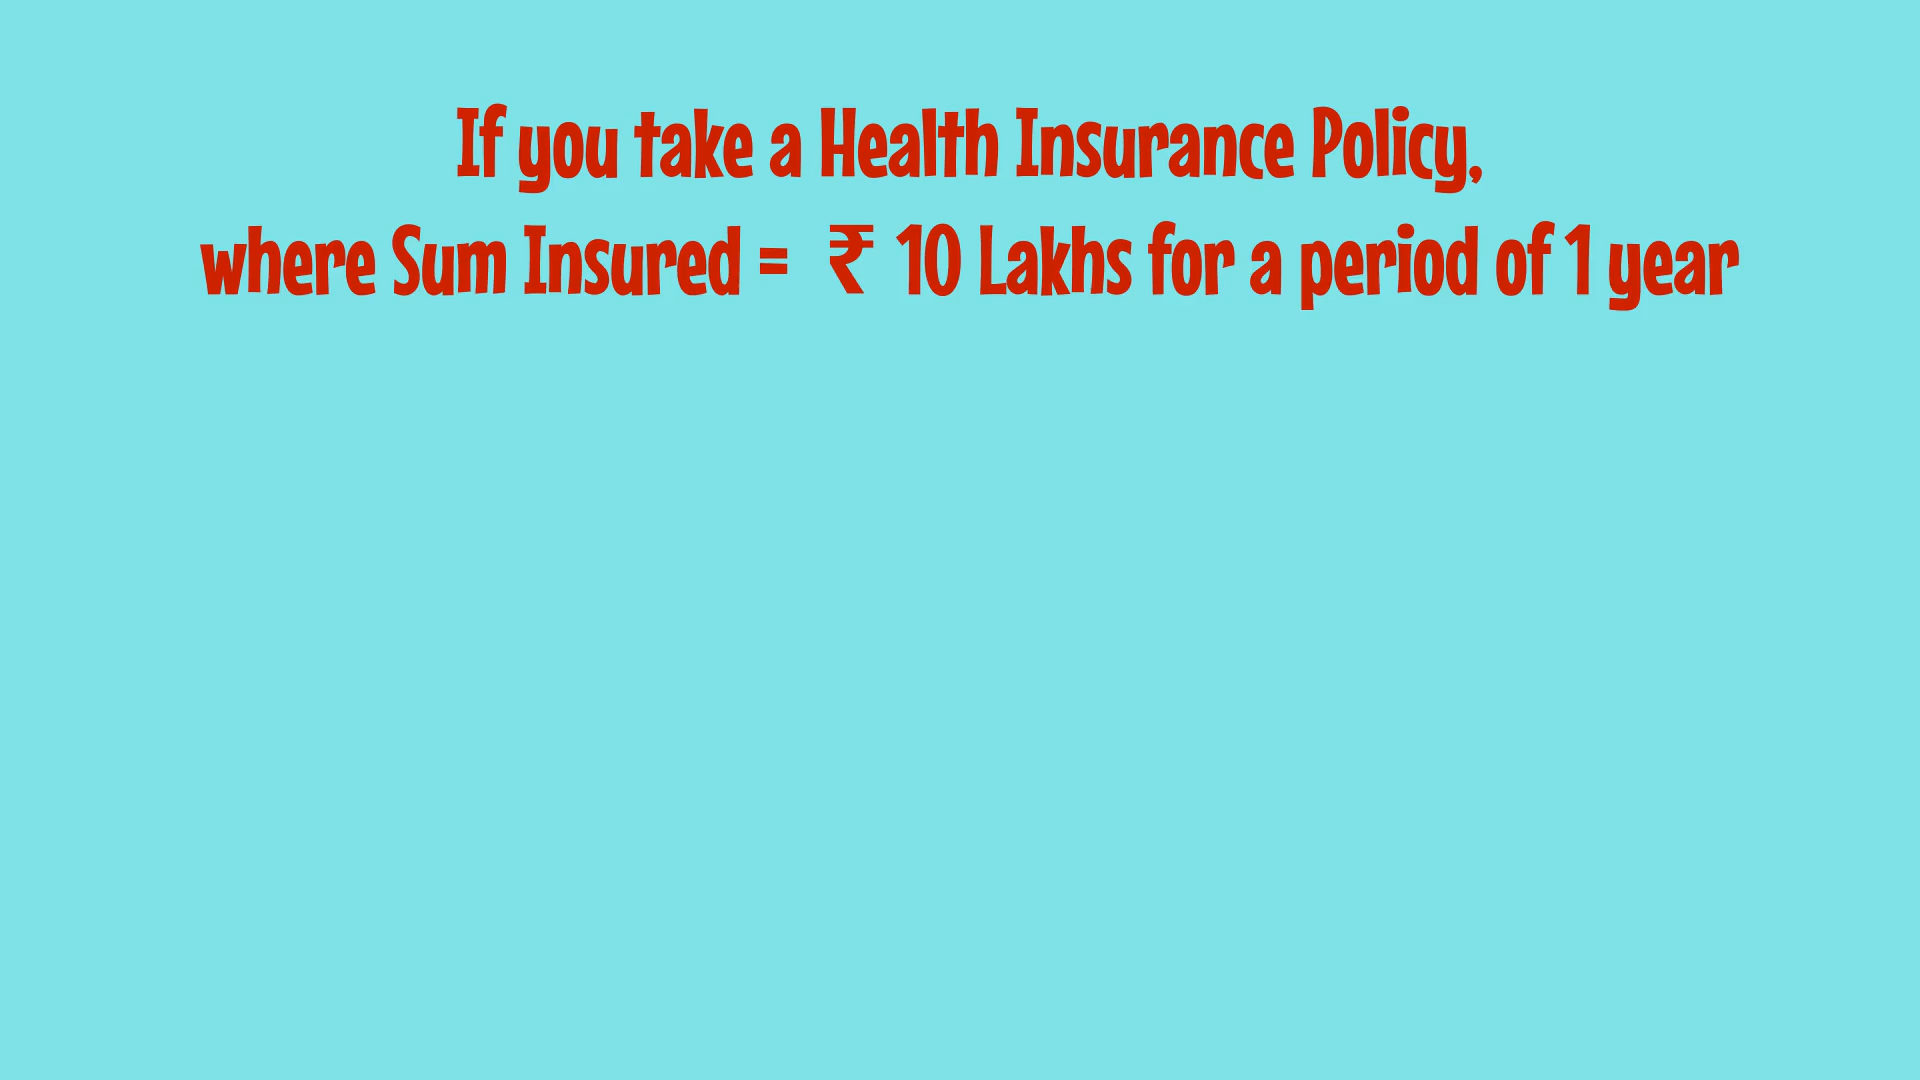 If you take a Health Insurance Policy,
where Sum Insured = ₹ 10 Lakhs for a period of 1 year